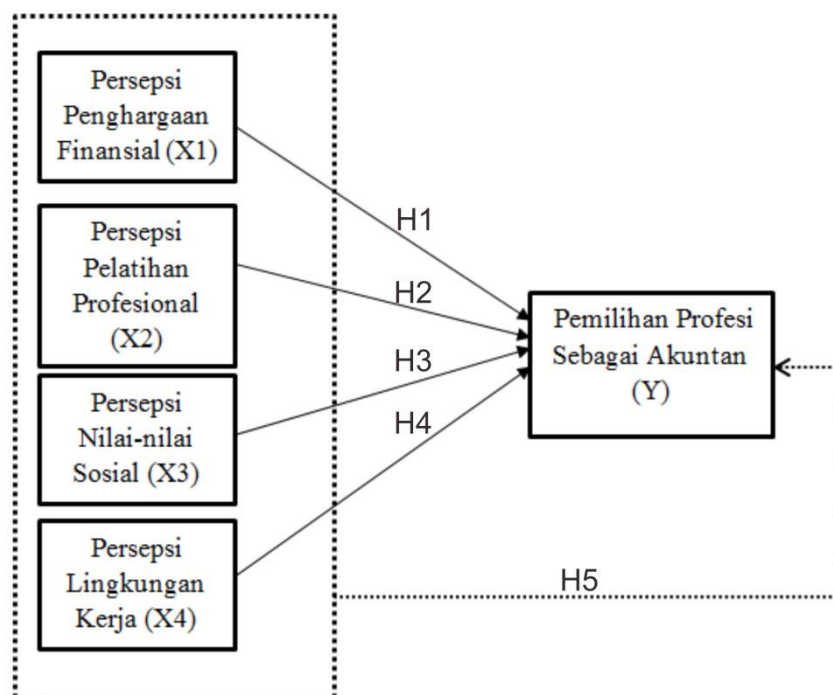 Persepsi
Penghargaan
Finansial (X1)
Persepsi
Pelatihan
Profesional
(X2)
Persepsi
Nilai-nilai
Sosial (X3)
Persepsi
Lingkungan
Kerja (X4)
H1
H2
H3
H4
H5
Pemilihan Profesi
Sebagai Akuntan
(Y)